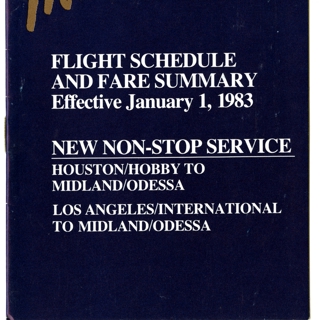 FLIGHT SCHEDULE
AND FARE SUMMARY
Effective January 1, 1983
NEW NON-STOP SERVICE
HOUSTON/HOBBY TO
MIDLAND/ODESSA
LOS ANGELES/INTERNATIONAL
TO MIDLAND/ODESSA